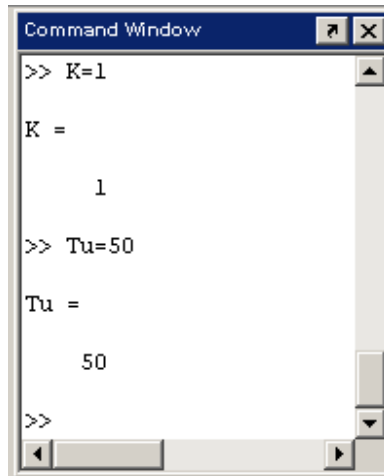 Command Window
>> K=1
K =
1
>> Tu=50
Tu =
50
>>